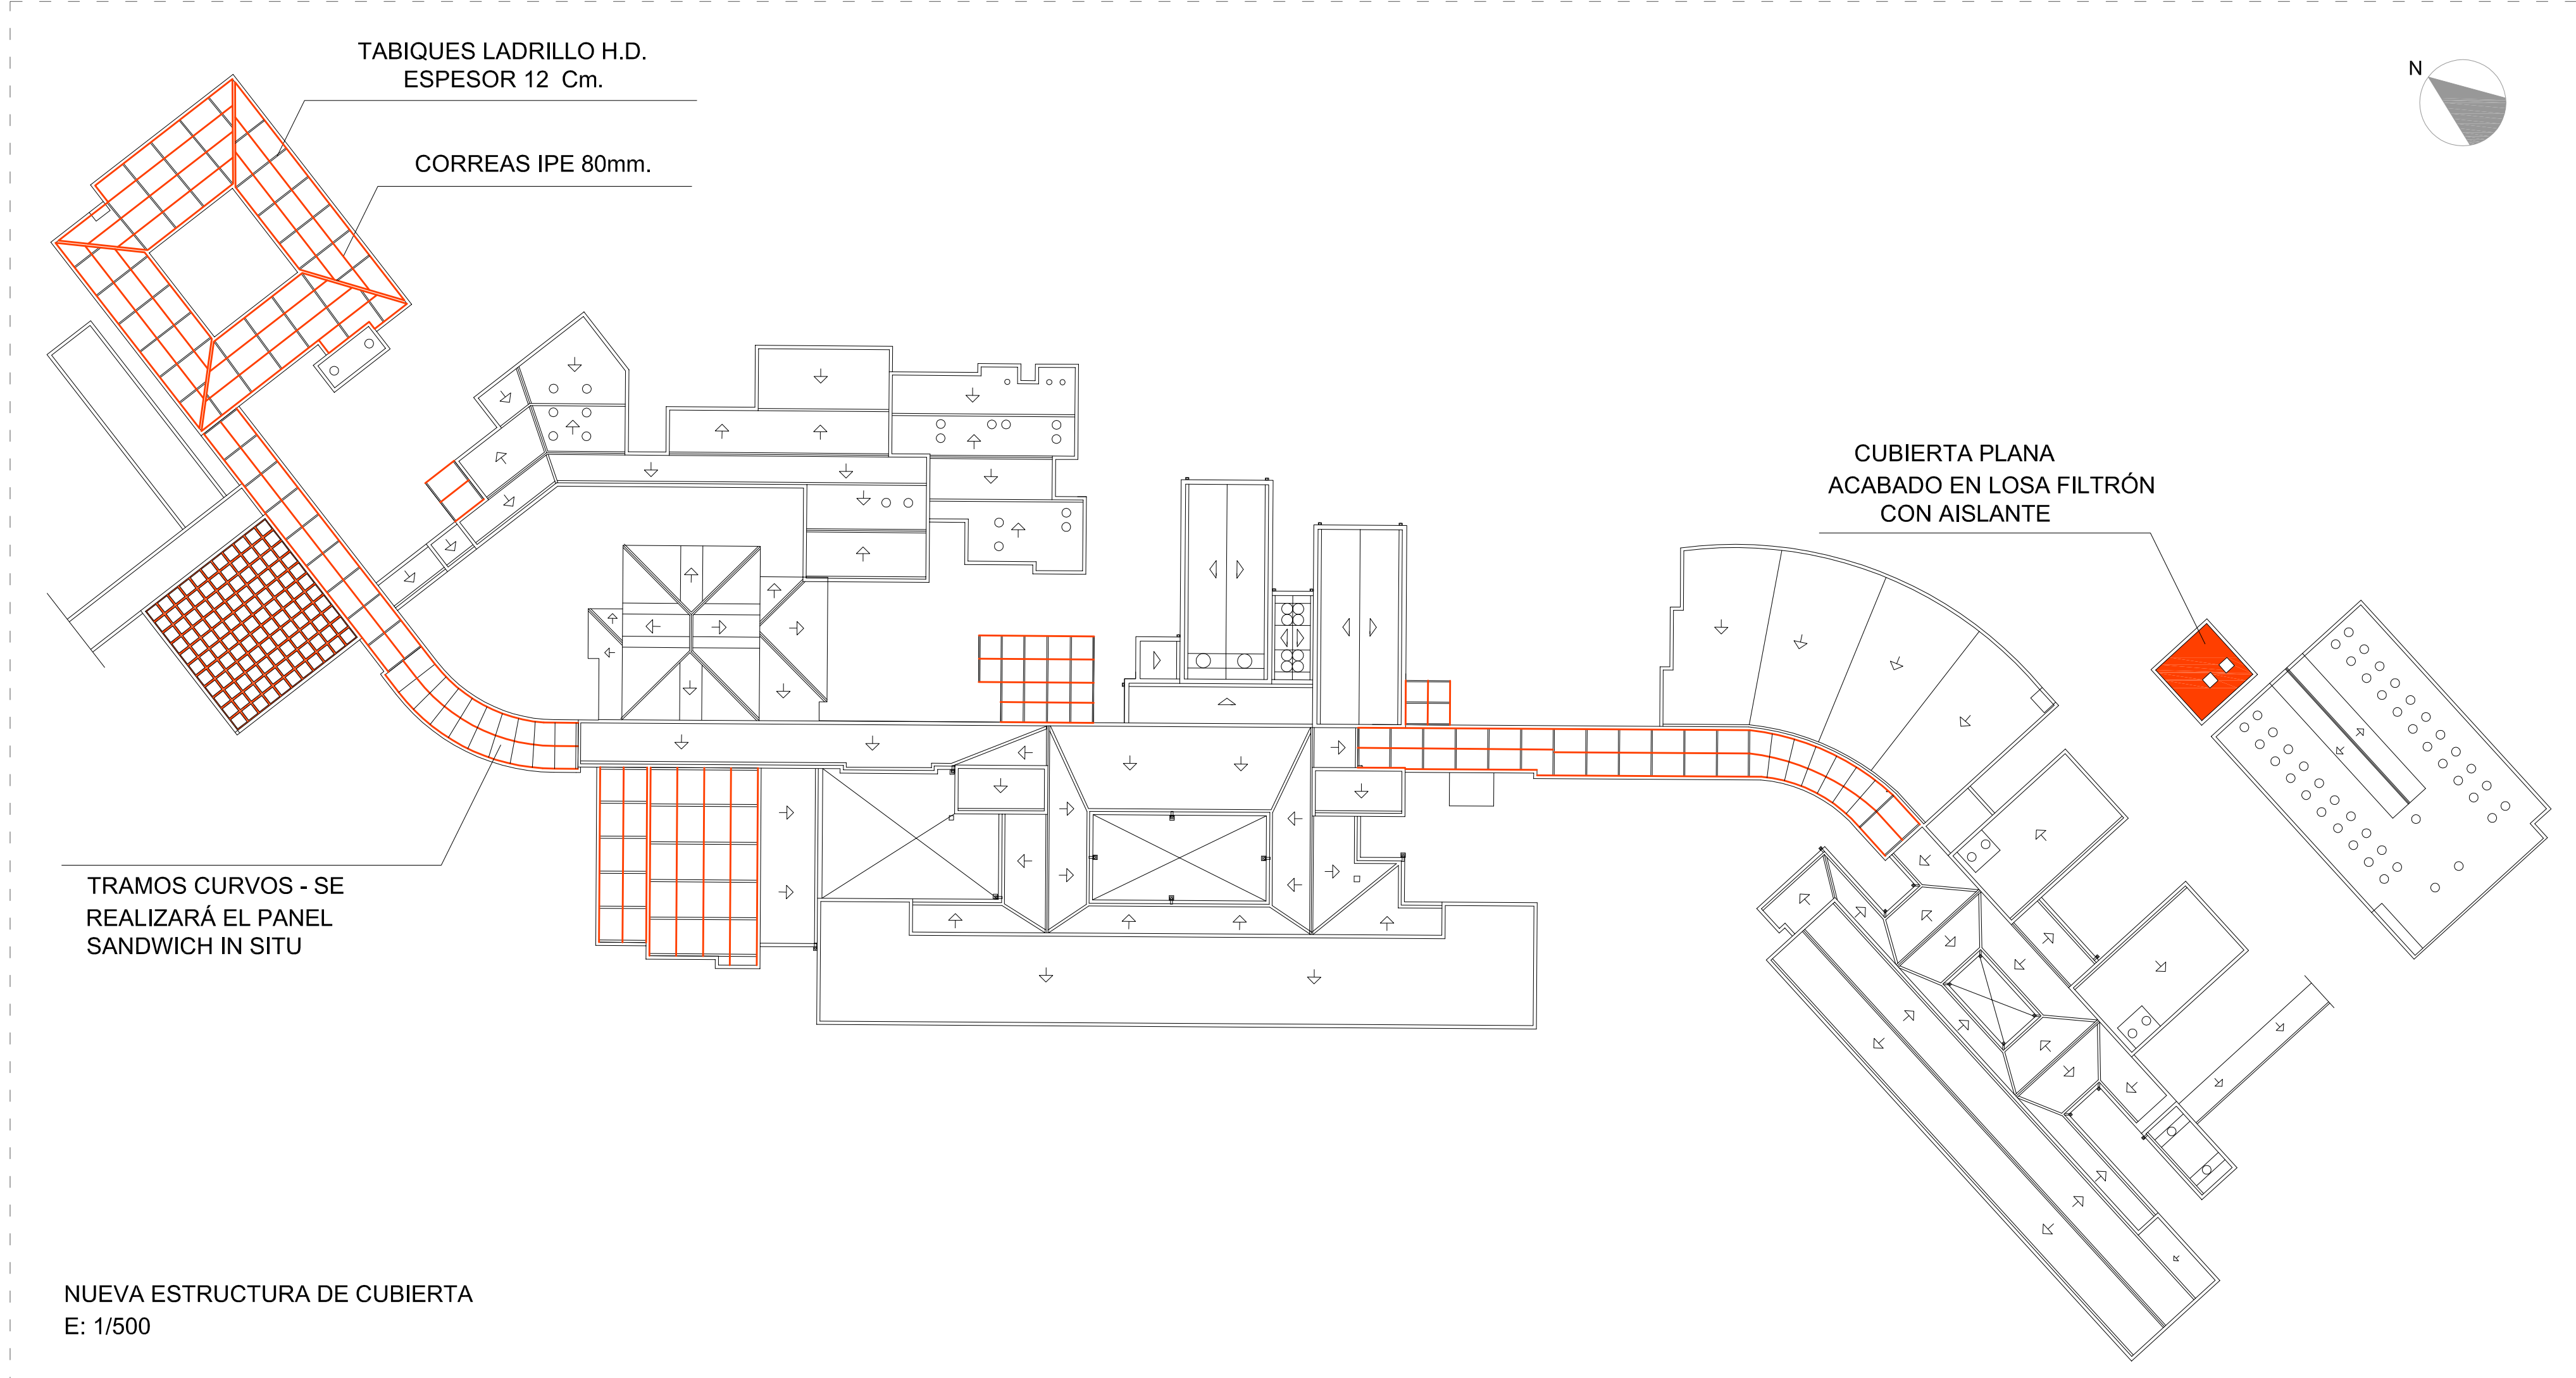 TABIQUES LADRILLO H.D.
ESPESOR 12 Cm.
N
CORREAS IPE 80mm.
CUBIERTA PLANA
ACABADO EN LOSA FILTRÓN
CON AISLANTE
TRAMOS CURVOS - SE
REALIZARÁ EL PANEL
SANDWICH IN SITU
NUEVA ESTRUCTURA DE CUBIERTA
E: 1/500